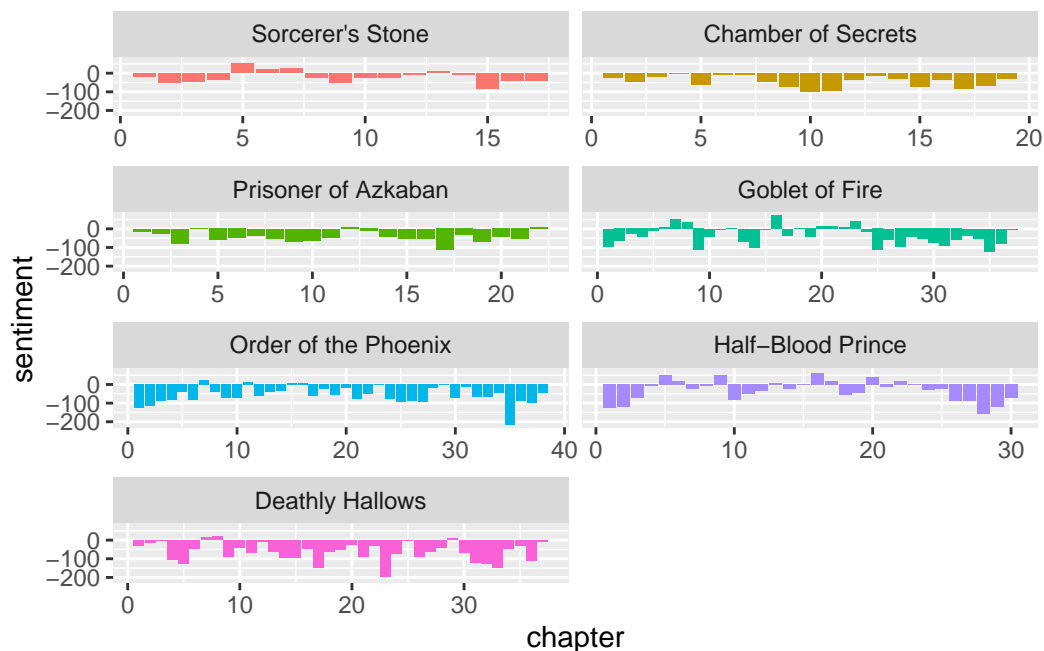 Sorcerer's Stone
Chamber of Secrets
0
−100
−200
0 5 10 15
0 5 10 15 20
Prisoner of Azkaban
Goblet of Fire
0
−100
−200
0 5 10 15 20
0 10 20 30
sentiment
Order of the Phoenix
Half−Blood Prince
0
−100
−200
0 10 20 30 40
0 10 20 30
Deathly Hallows
0
−100
−200
0 10 20 30
chapter